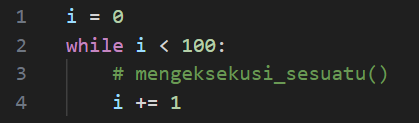 1 i = 0
2 while i < 100:
3     # mengeksekusi_sesuatu()
4     i += 1